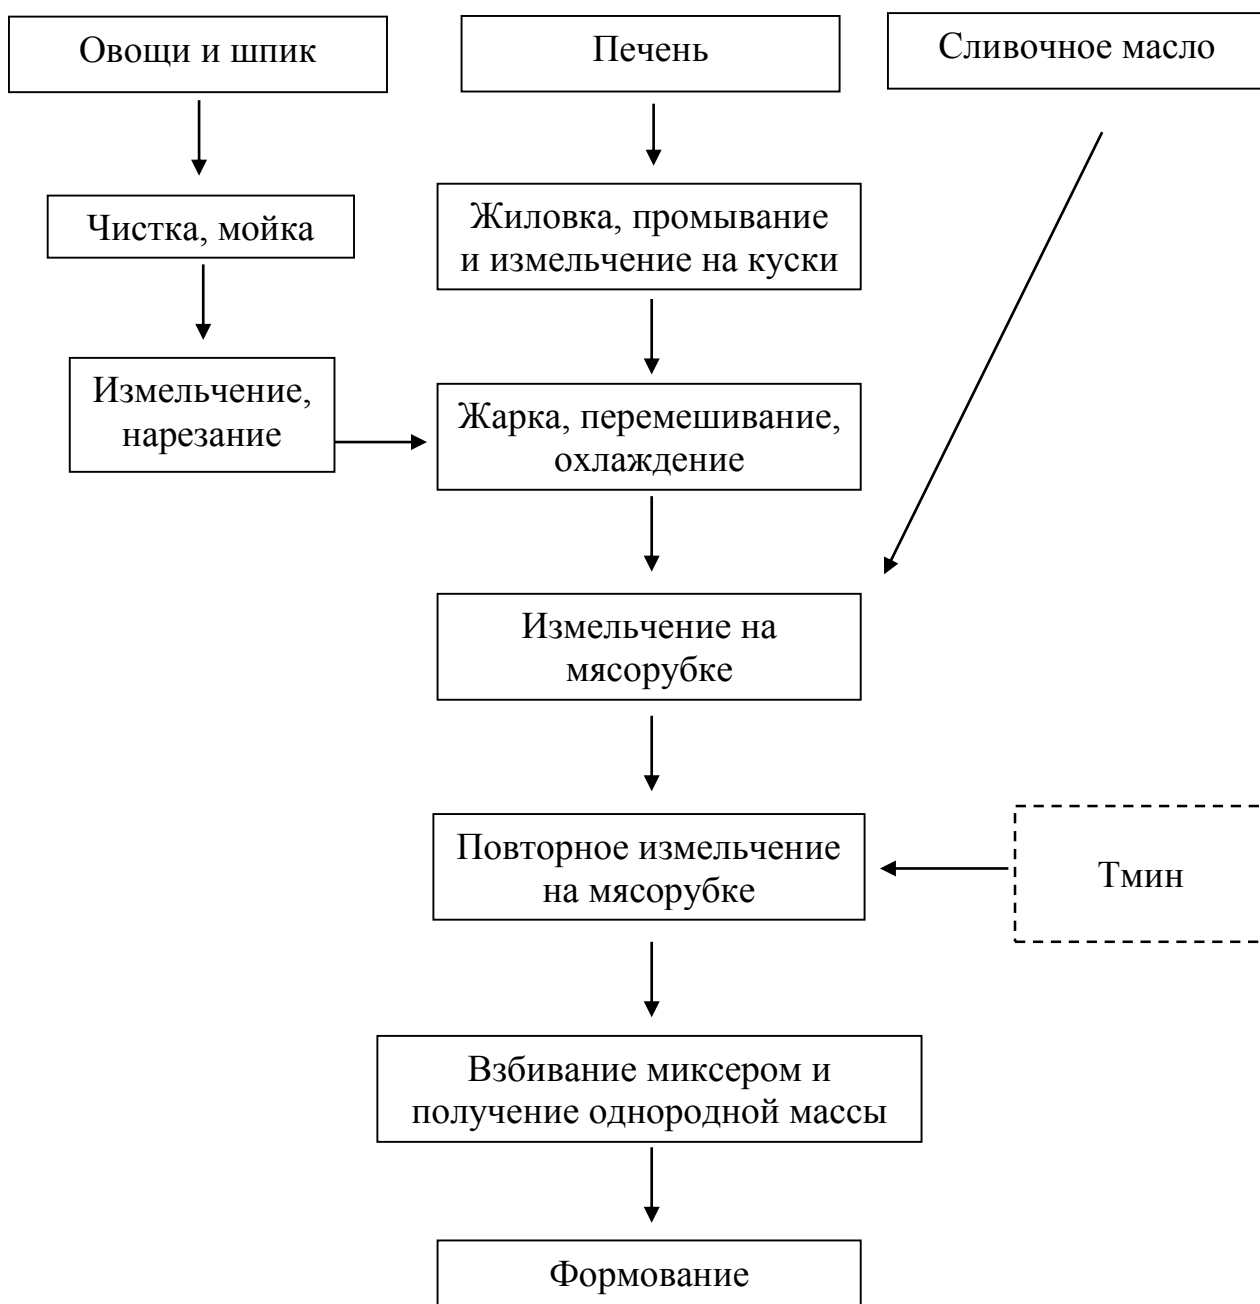 Овощи и шпик
Печень
Сливочное масло
Чистка, мойка
Жиловка, промывание
и измельчение на куски
Измельчение,
нарезание
Жарка, перемешивание,
охлаждение
Измельчение на
мясорубке
Повторное измельчение
на мясорубке
Тмин
Взбивание миксером и
получение однородной массы
Формование